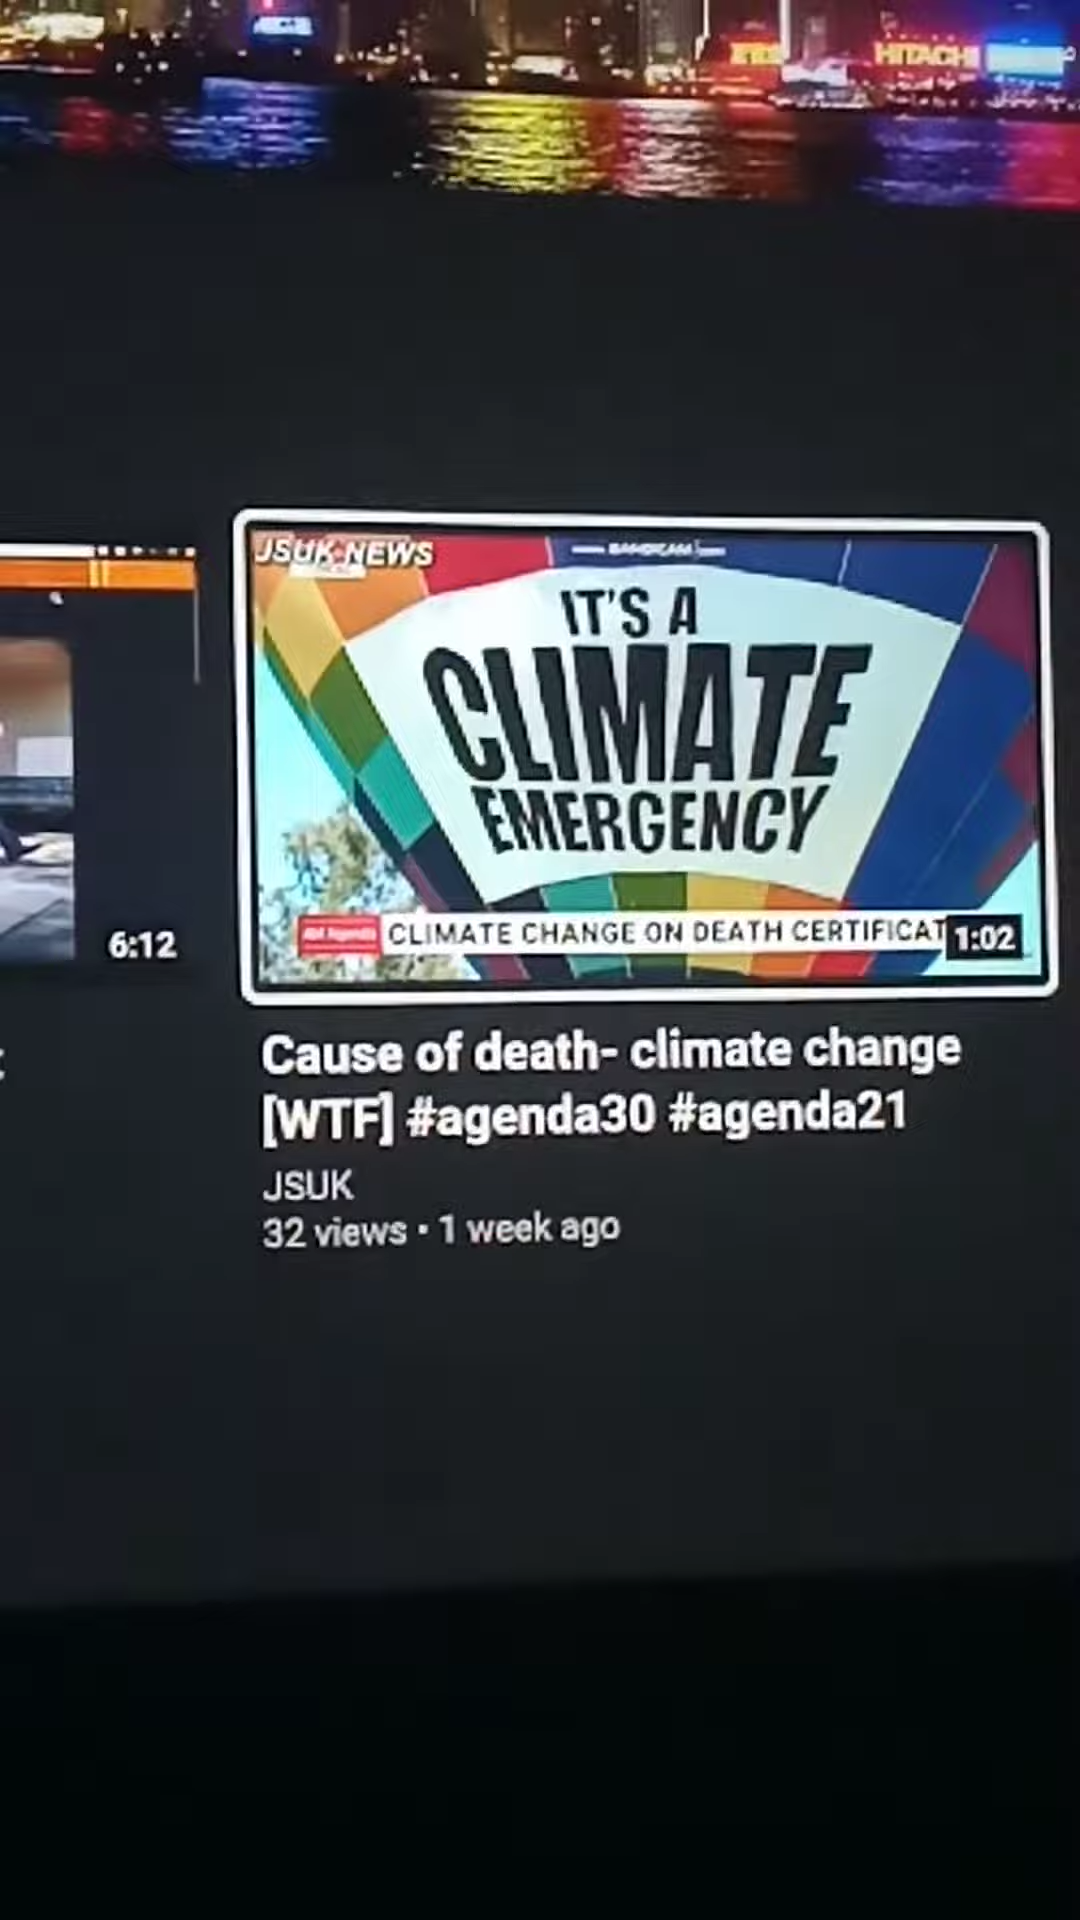 HITACHI
JSUK NEWS
BANDICAM
IT'S A
CLIMATE
EMERGENCY
CLIMATE CHANGE ON DEATH CERTIFICAT
1:02
6:12
Cause of death- climate change
[WTF] #agenda30 #agenda21
JSUK
32 views • 1 week ago